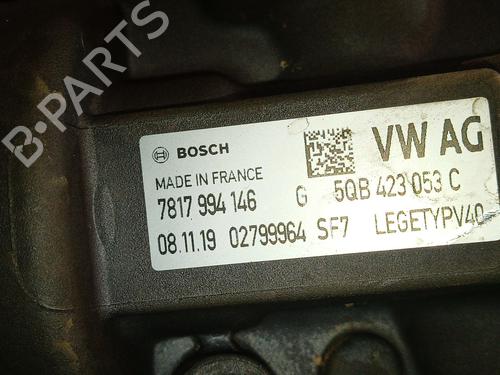 B-PARTS
BOSCH
VW AG
MADE IN FRANCE
7817 994 146 G 5QB 423 053 C
08.11.19 02799964 SF7 LEGETYPV40